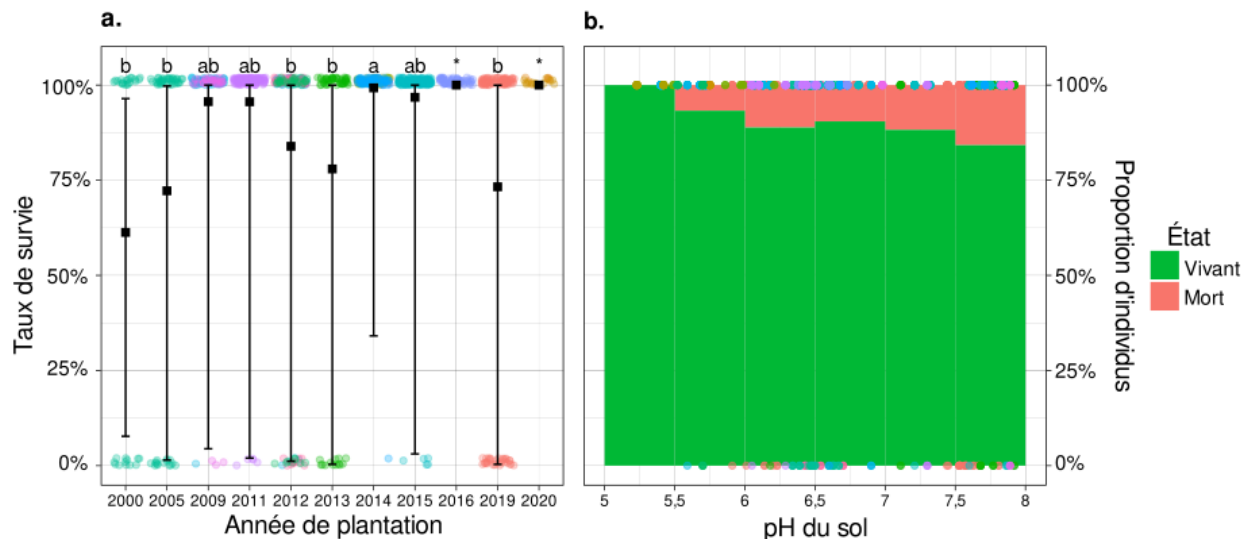 a.
b b ab ab b b a ab * b *
100%
75%
50%
25%
0%
Taux de survie
2000 2005 2009 2011 2012 2013 2014 2015 2016 2019 2020
Année de plantation
b.
100%
75%
50%
25%
0%
Proportion d'individus
5 5,5 6 6,5 7 7,5 8
pH du sol
État
Vivant
Mort